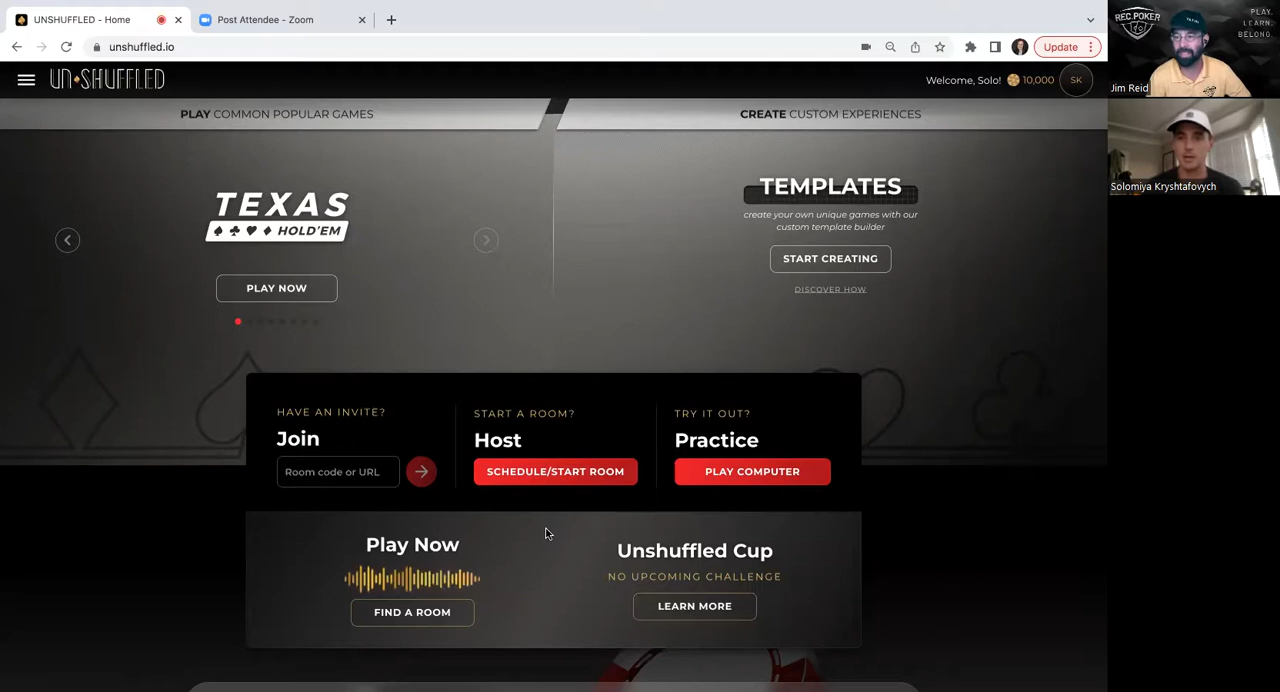 UNSHUFFLED - Home
Post Attendee - Zoom
unshuffled.io
Update
UN SHUFFLED
Welcome, Solo!
10,000
SK
PLAY COMMON POPULAR GAMES
CREATE CUSTOM EXPERIENCES
TEXAS
HOLD'EM
PLAY NOW
TEMPLATES
create your own unique games with our
custom template builder
START CREATING
DISCOVER HOW
HAVE AN INVITE?
Join
Room code or URL
START A ROOM?
Host
SCHEDULE/START ROOM
TRY IT OUT?
Practice
PLAY COMPUTER
Play Now
FIND A ROOM
Unshuffled Cup
NO UPCOMING CHALLENGE
LEARN MORE
REC.POKER
PLAY.
LEARN.
BELONG.
Jim Reid
Solomiya Kryshtafovych